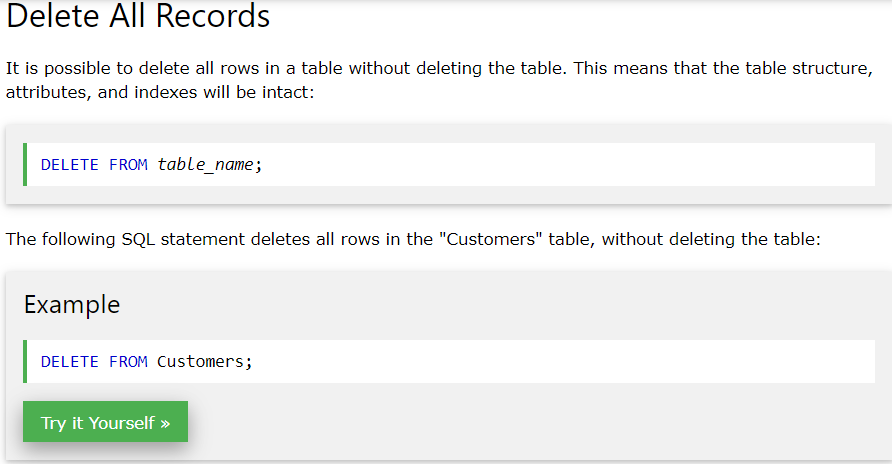 Delete All Records
It is possible to delete all rows in a table without deleting the table. This means that the table structure,
attributes, and indexes will be intact:
DELETE FROM table_name;
The following SQL statement deletes all rows in the "Customers" table, without deleting the table:
Example
DELETE FROM Customers;
Try it Yourself »